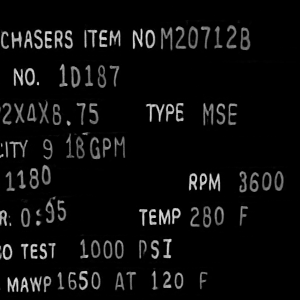 CHASERS ITEM NO M20712B
NO. 1D187
2X4X8.75 TYPE MSE
CITY 9 18 GPM
1180 RPM 3600
R. 0.95 TEMP 280 F
O TEST 1000 PSI
MAWP 1650 AT 120 F